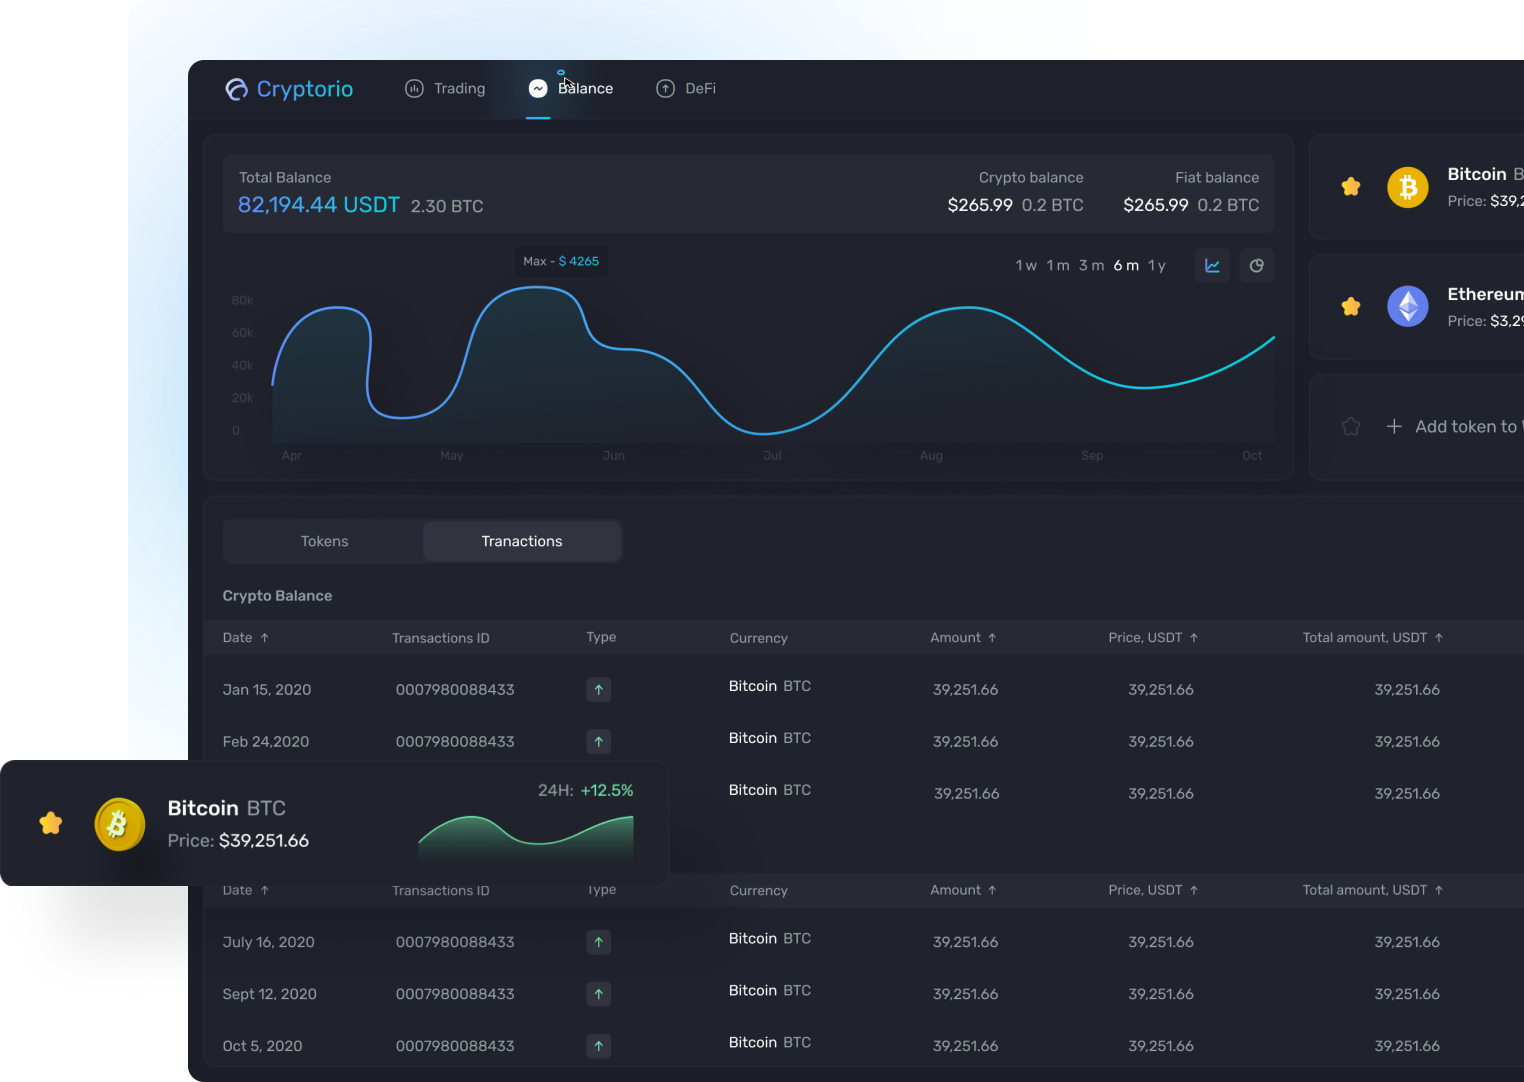 Cryptorio Trading Balance DeFi
Total Balance
82,194.44 USDT 2.30 BTC
Crypto balance
$265.99 0.2 BTC
Fiat balance
$265.99 0.2 BTC
Max - $ 4265
1 w 1 m 3 m 6 m 1 y
80k
60k
40k
20k
0
Apr May Jun Jul Aug Sep Oct
Bitcoin B
Price: $39,2
Ethereum
Price: $3,29
Add token to
Tokens Tranactions
Crypto Balance
Date Transactions ID Type Currency Amount Price, USDT Total amount, USDT
Jan 15, 2020 0007980088433 Bitcoin BTC 39,251.66 39,251.66 39,251.66
Feb 24,2020 0007980088433 Bitcoin BTC 39,251.66 39,251.66 39,251.66
Bitcoin BTC 39,251.66 39,251.66 39,251.66
Bitcoin BTC
Price: $39,251.66
24H: +12.5%
Date Transactions ID Type Currency Amount Price, USDT Total amount, USDT
July 16, 2020 0007980088433 Bitcoin BTC 39,251.66 39,251.66 39,251.66
Sept 12, 2020 0007980088433 Bitcoin BTC 39,251.66 39,251.66 39,251.66
Oct 5, 2020 0007980088433 Bitcoin BTC 39,251.66 39,251.66 39,251.66